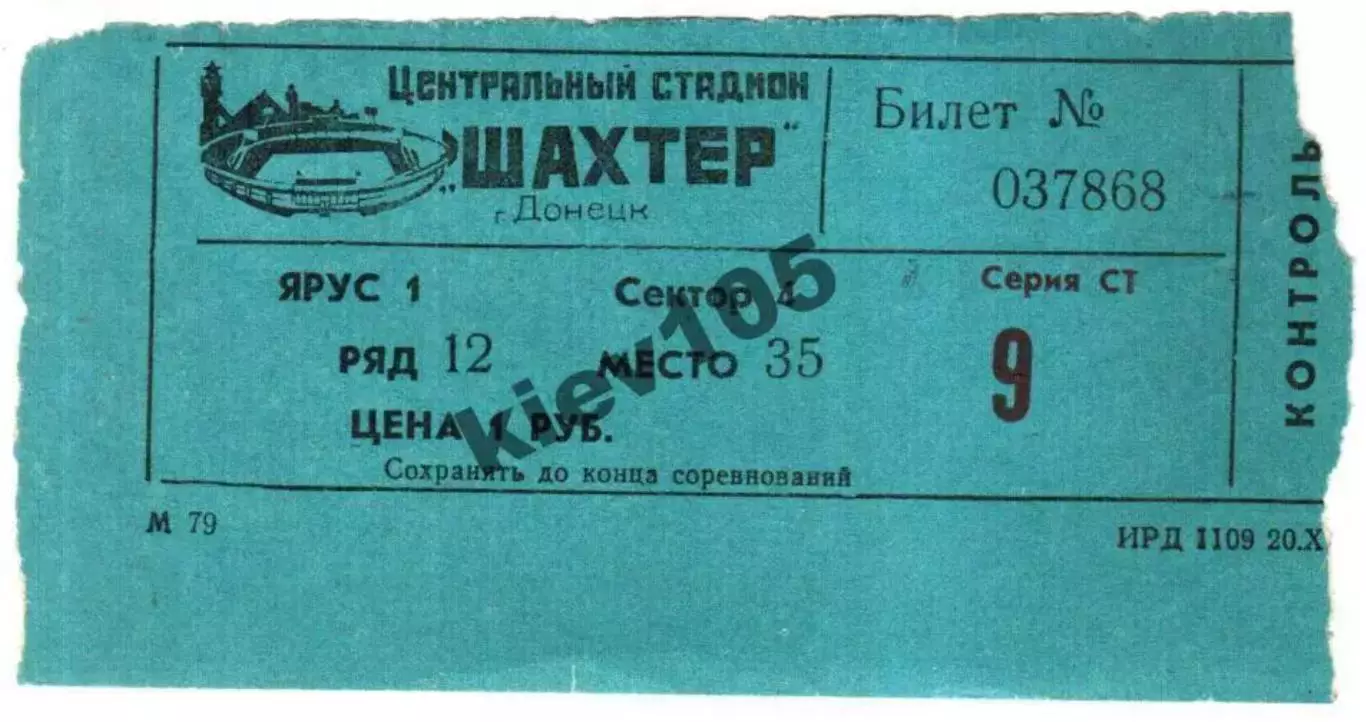 Центральный стадион
„ШАХТЕР"
г. Донецк
Билет №
037868
ЯРУС 1 Сектор 4 Серия СТ
РЯД 12 МЕСТО 35
9
ЦЕНА 1 РУБ.
Сохранять до конца соревнований
М 79 ИРД 1109 20.X
КОНТРОЛЬ
kiev105